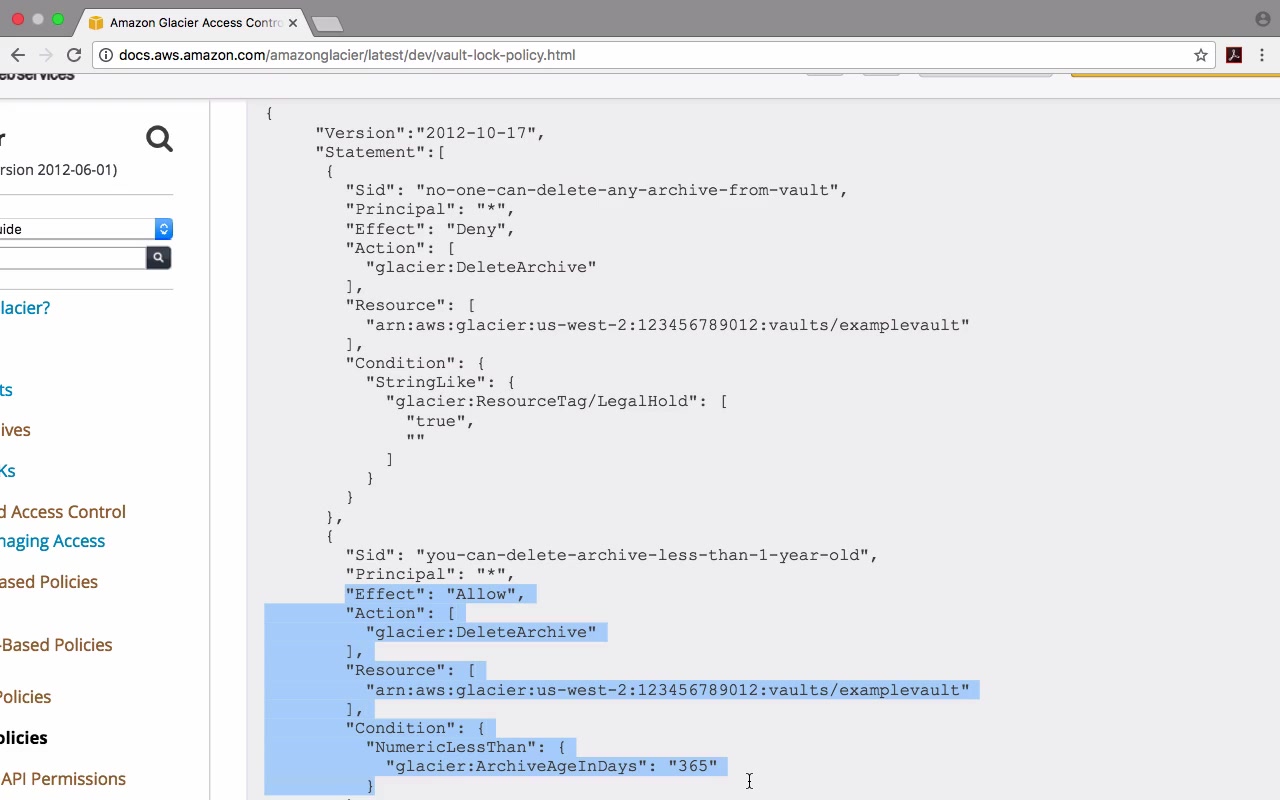 Amazon Glacier Access Contro
docs.aws.amazon.com/amazonglacier/latest/dev/vault-lock-policy.html
r
rsion 2012-06-01)
uide
lacier?
ts
ives
Ks
d Access Control
naging Access
ased Policies
-Based Policies
Policies
olicies
API Permissions
{
"Version":"2012-10-17",
"Statement":[
{
"Sid": "no-one-can-delete-any-archive-from-vault",
"Principal": "*",
"Effect": "Deny",
"Action": [
"glacier:DeleteArchive"
],
"Resource": [
"arn:aws:glacier:us-west-2:123456789012:vaults/examplevault"
],
"Condition": {
"StringLike": {
"glacier:ResourceTag/LegalHold": [
"true",
""
]
}
}
},
{
"Sid": "you-can-delete-archive-less-than-1-year-old",
"Principal": "*",
"Effect": "Allow",
"Action": [
"glacier:DeleteArchive"
],
"Resource": [
"arn:aws:glacier:us-west-2:123456789012:vaults/examplevault"
],
"Condition": {
"NumericLessThan": {
"glacier:ArchiveAgeInDays": "365"
}